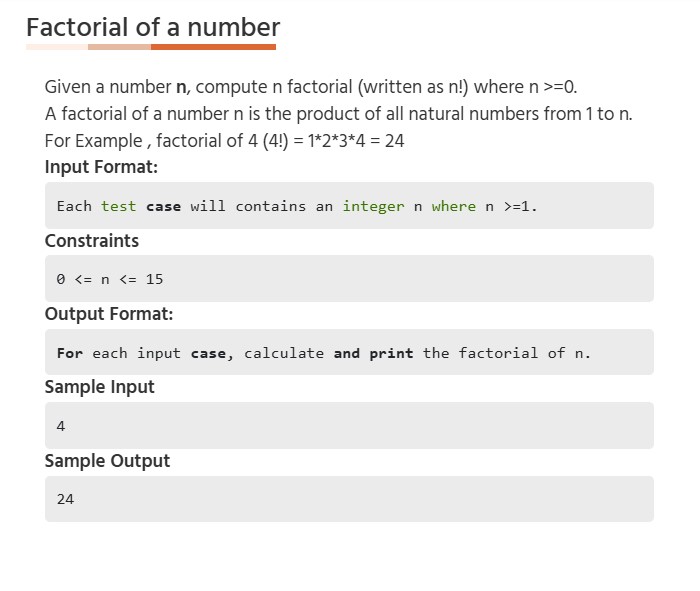 Factorial of a number
Given a number n, compute n factorial (written as n!) where n >=0.
A factorial of a number n is the product of all natural numbers from 1 to n.
For Example , factorial of 4 (4!) = 1*2*3*4 = 24
Input Format:
Each test case will contains an integer n where n >=1.
Constraints
0 <= n <= 15
Output Format:
For each input case, calculate and print the factorial of n.
Sample Input
4
Sample Output
24